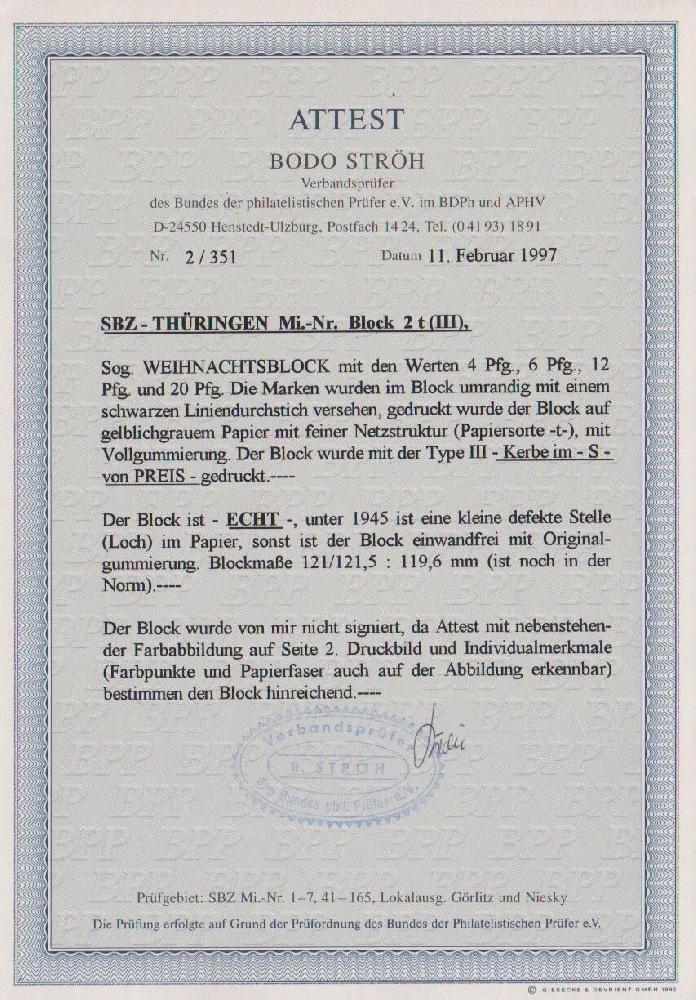 ATTEST
BODO STRÖH
Verbandsprüfer
des Bundes der philatelistischen Prüfer e.V. im BDPh und APHV
D-24550 Henstedt-Ulzburg, Postfach 14 24, Tel. (0 41 93) 18 91
Nr. 2 / 351 Datum 11. Februar 1997
SBZ - THÜRINGEN Mi.-Nr. Block 2 t (III),
Sog. WEIHNACHTSBLOCK mit den Werten 4 Pfg., 6 Pfg., 12
Pfg. und 20 Pfg. Die Marken wurden im Block umrandig mit einem
schwarzen Liniendurchstich versehen, gedruckt wurde der Block auf
gelblichgrauem Papier mit feiner Netzstruktur (Papiersorte -t-), mit
Vollgummierung. Der Block wurde mit der Type III - Kerbe im - S -
von PREIS - gedruckt.----
Der Block ist - ECHT -, unter 1945 ist eine kleine defekte Stelle
(Loch) im Papier, sonst ist der Block einwandfrei mit Original-
gummierung. Blockmaße 121/121,5 : 119,6 mm (ist noch in der
Norm).----
Der Block wurde von mir nicht signiert, da Attest mit nebenstehen-
der Farbabbildung auf Seite 2. Druckbild und Individualmerkmale
(Farbpunkte und Papierfaser auch auf der Abbildung erkennbar)
bestimmen den Block hinreichend.----
Verbandsprüfer
B. STRÖH
des Bundes phil. Prüfer e.V.
Prüfgebiet: SBZ Mi.-Nr. 1–7, 41–165, Lokalausg. Görlitz und Niesky
Die Prüfung erfolgte auf Grund der Prüfordnung des Bundes der Philatelistischen Prüfer e.V.
© GIESECKE & DEVRIENT GMBH 1992